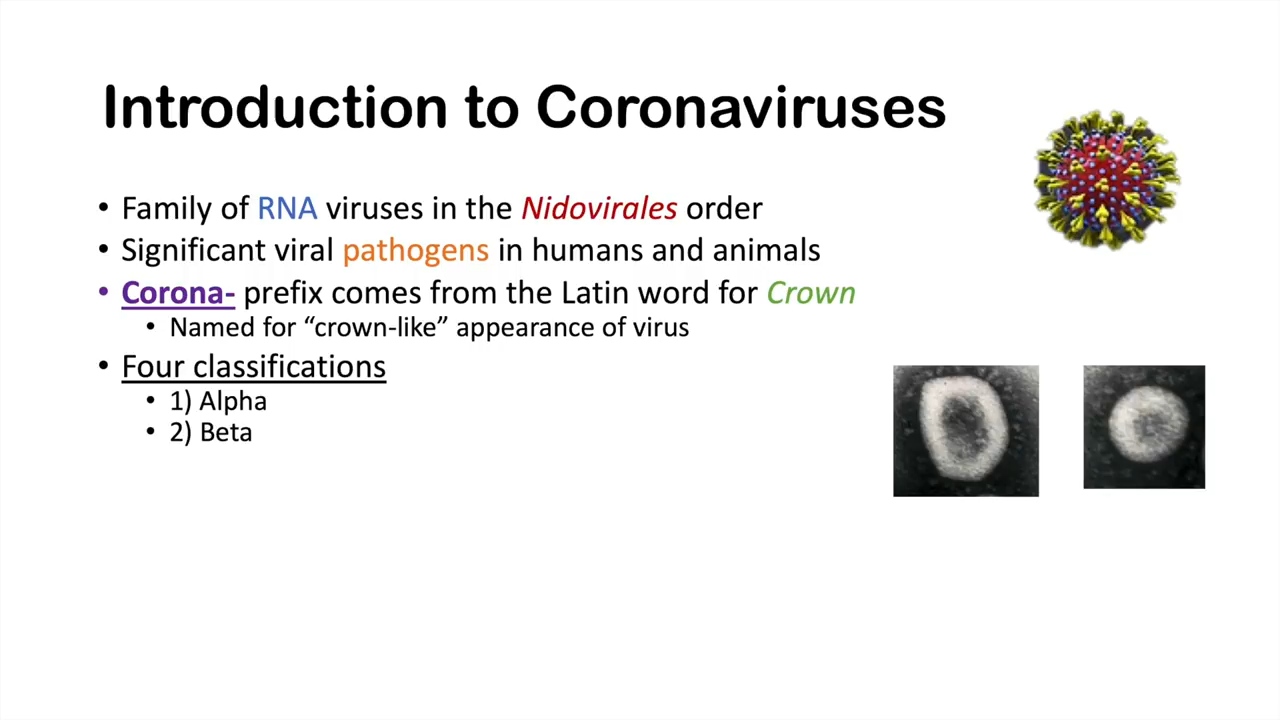 Introduction to Coronaviruses
• Family of RNA viruses in the Nidovirales order
• Significant viral pathogens in humans and animals
• Corona- prefix comes from the Latin word for Crown
• Named for “crown-like” appearance of virus
• Four classifications
• 1) Alpha
• 2) Beta